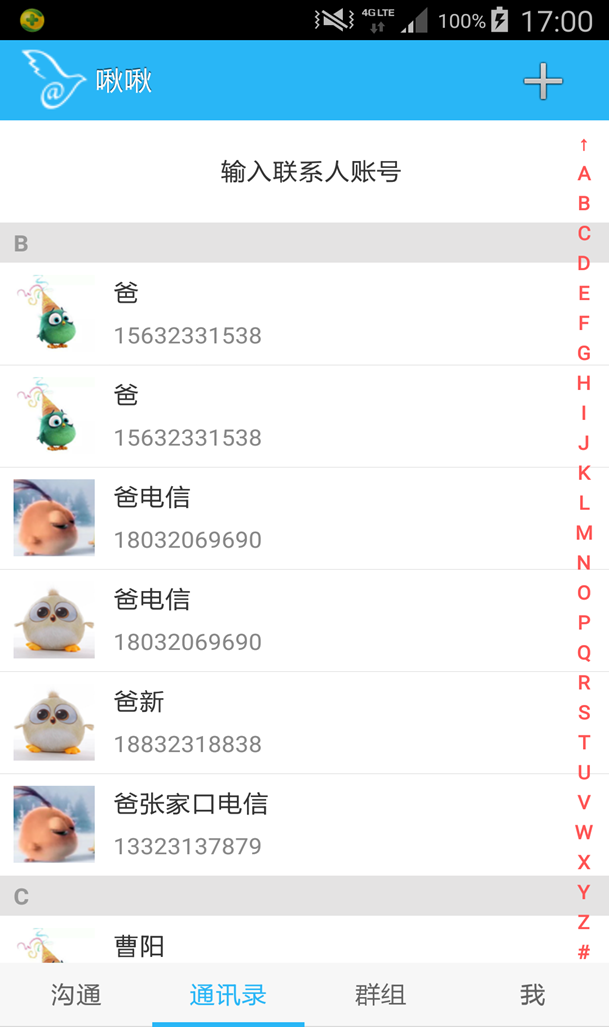 4G LTE 100% 17:00
@ 啾啾
输入联系人账号
↑
A
B
C
D
E
F
G
H
I
J
K
L
M
N
O
P
Q
R
S
T
U
V
W
X
Y
Z
#
B
爸
15632331538
爸
15632331538
爸电信
18032069690
爸电信
18032069690
爸新
18832318838
爸张家口电信
13323137879
C
曹阳
沟通 通讯录 群组 我